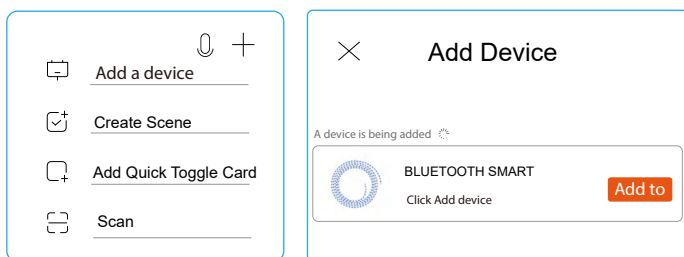 Add a device
Create Scene
Add Quick Toggle Card
Scan
Add Device
A device is being added
BLUETOOTH SMART
Click Add device
Add to